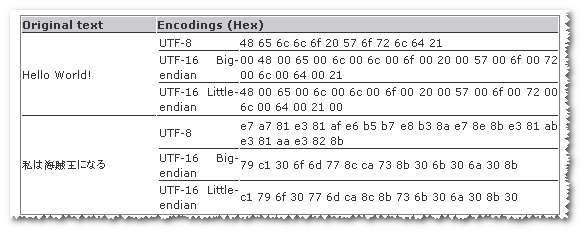 Original text Encodings (Hex)
UTF-8 48 65 6c 6c 6f 20 57 6f 72 6c 64 21
Hello World!
UTF-16 Big-endian 00 48 00 65 00 6c 00 6c 00 6f 00 20 00 57 00 6f 00 72
00 6c 00 64 00 21
UTF-16 Little-endian 48 00 65 00 6c 00 6c 00 6f 00 20 00 57 00 6f 00 72 00
6c 00 64 00 21 00
UTF-8 e7 a7 81 e3 81 af e6 b5 b7 e8 b3 8a e7 8e 8b e3 81 ab
e3 81 aa e3 82 8b
私は海賊王になる
UTF-16 Big-endian 79 c1 30 6f 6d 77 8c ca 73 8b 30 6b 30 6a 30 8b
UTF-16 Little-endian c1 79 6f 30 77 6d ca 8c 8b 73 6b 30 6a 30 8b 30